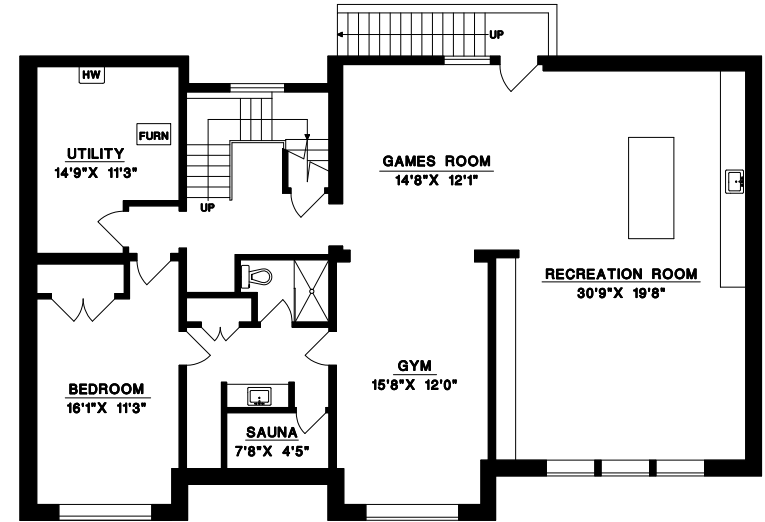 UP
HW
FURN
UTILITY
14'9"X 11'3"
GAMES ROOM
14'8"X 12'1"
UP
RECREATION ROOM
30'9"X 19'8"
GYM
15'8"X 12'0"
BEDROOM
16'1"X 11'3"
SAUNA
7'8"X 4'5"